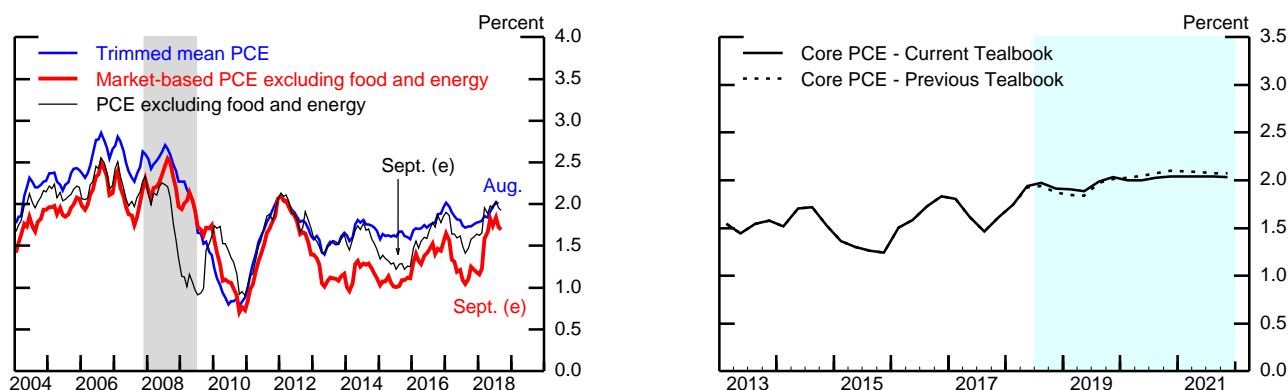 Percent
4.0
Trimmed mean PCE
Market-based PCE excluding food and energy
PCE excluding food and energy
3.5
3.0
2.5
2.0
1.5
1.0
0.5
0.0
Sept. (e)
Aug.
Sept. (e)
2004 2006 2008 2010 2012 2014 2016 2018
Percent
3.5
Core PCE - Current Tealbook
Core PCE - Previous Tealbook
3.0
2.5
2.0
1.5
1.0
0.5
0.0
2013 2015 2017 2019 2021